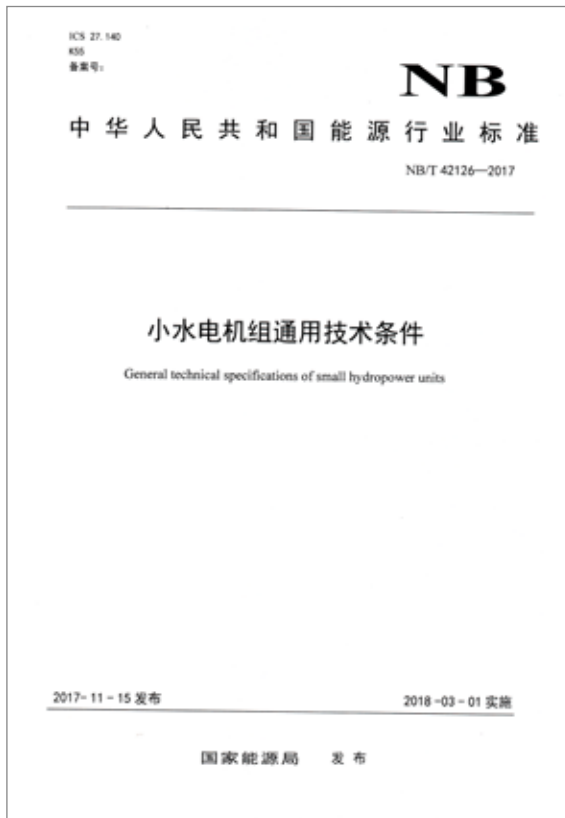 ICS 27.140
K55
备案号：
NB
中华人民共和国能源行业标准
NB/T 42126—2017
小水电机组通用技术条件
General technical specifications of small hydropower units
2017-11-15 发布
2018-03-01 实施
国家能源局 发布